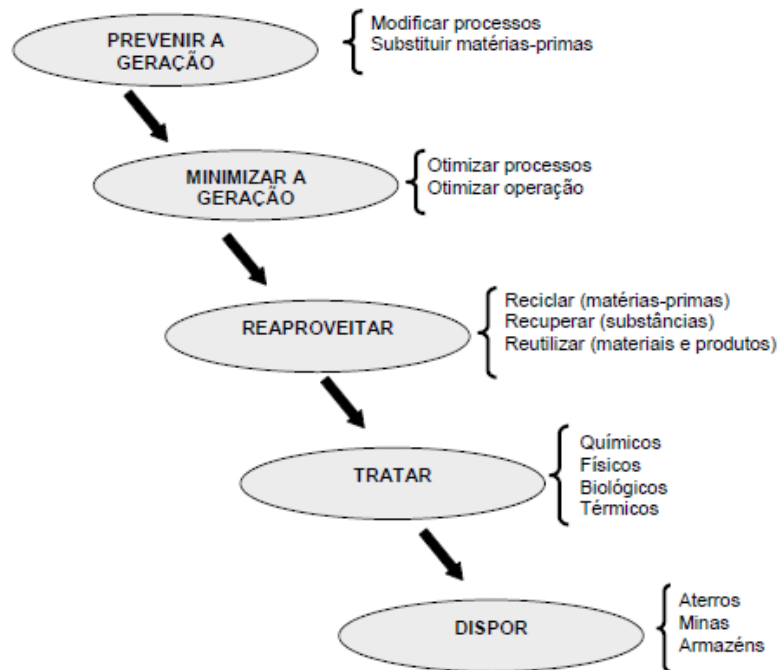 PREVENIR A
GERAÇÃO
Modificar processos
Substituir matérias-primas
MINIMIZAR A
GERAÇÃO
Otimizar processos
Otimizar operação
REAPROVEITAR
Reciclar (matérias-primas)
Recuperar (substâncias)
Reutilizar (materiais e produtos)
TRATAR
Químicos
Físicos
Biológicos
Térmicos
DISPOR
Aterros
Minas
Armazéns